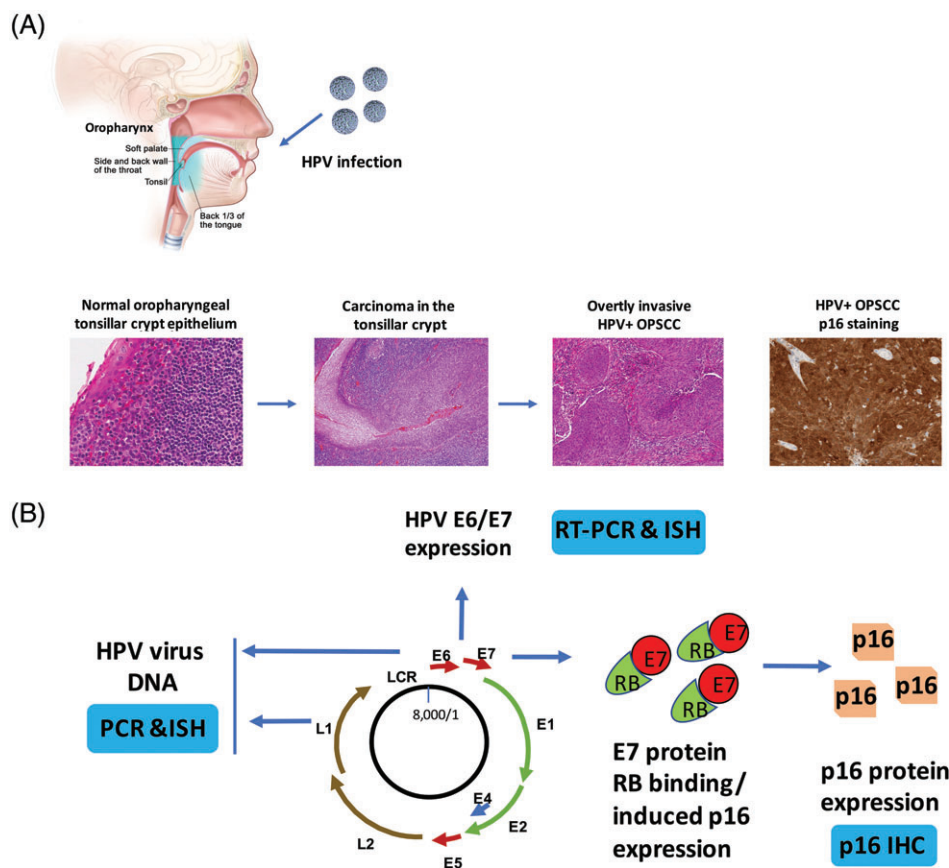 (A)
Oropharynx
Soft palate
Side and back wall
of the throat
Tonsil
Back 1/3 of
the tongue
HPV infection
Normal oropharyngeal
tonsillar crypt epithelium
Carcinoma in the
tonsillar crypt
Overtly invasive
HPV+ OPSCC
HPV+ OPSCC
p16 staining
(B)
HPV E6/E7
expression
RT-PCR & ISH
HPV virus
DNA
PCR &ISH
E6
E7
LCR
8,000/1
L1
E1
E4
E2
L2
E5
RB
E7
RB
E7
RB
E7
E7 protein
RB binding/
induced p16
expression
p16
p16
p16
p16 protein
expression
p16 IHC